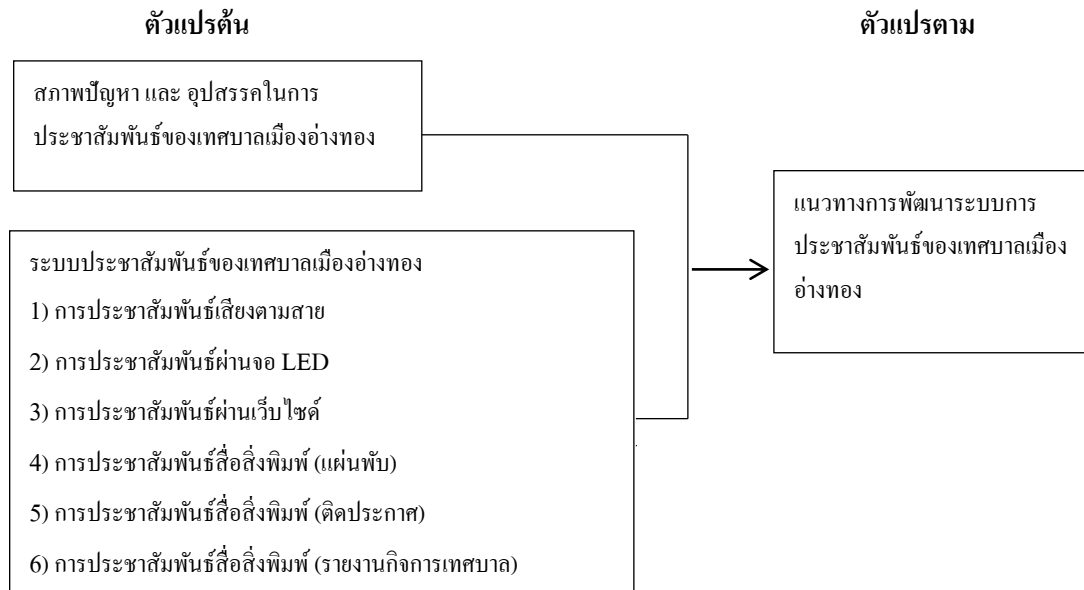 ตัวแปรต้น
ตัวแปรตาม
สภาพปัญหา และ อุปสรรคในการ
ประชาสัมพันธ์ของเทศบาลเมืองอ่างทอง
แนวทางการพัฒนาระบบการ
ประชาสัมพันธ์ของเทศบาลเมือง
อ่างทอง
ระบบประชาสัมพันธ์ของเทศบาลเมืองอ่างทอง
1) การประชาสัมพันธ์เสียงตามสาย
2) การประชาสัมพันธ์ผ่านจอ LED
3) การประชาสัมพันธ์ผ่านเว็บไซค์
4) การประชาสัมพันธ์สื่อสิ่งพิมพ์ (แผ่นพับ)
5) การประชาสัมพันธ์สื่อสิ่งพิมพ์ (ติดประกาศ)
6) การประชาสัมพันธ์สื่อสิ่งพิมพ์ (รายงานกิจการเทศบาล)